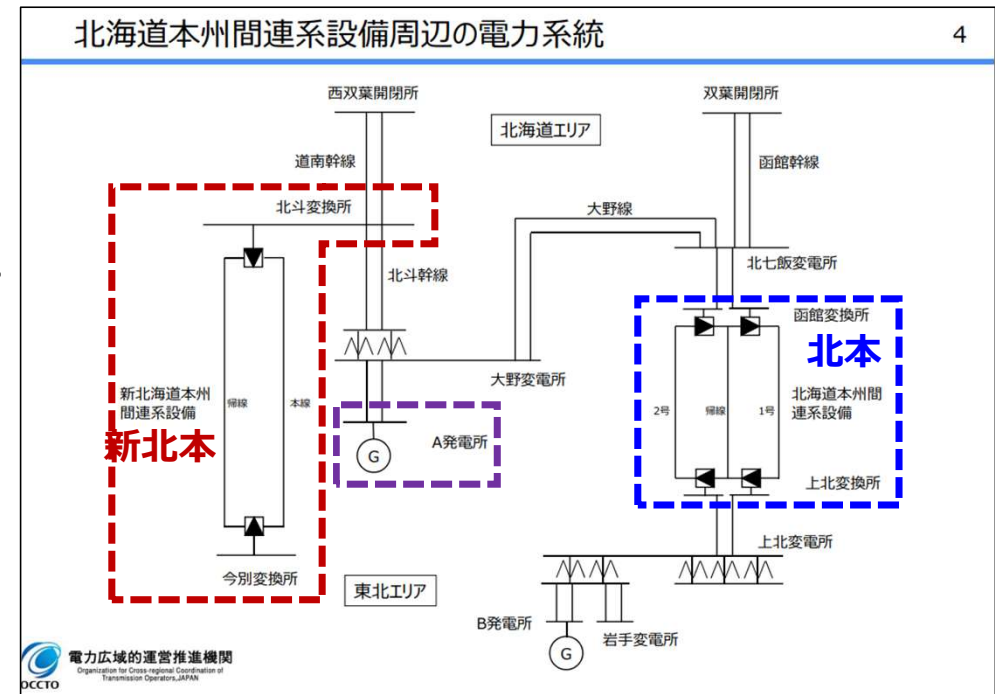 北海道本州間連系設備周辺の電力系統
4
西双葉開閉所
双葉開閉所
北海道エリア
道南幹線
函館幹線
北斗変換所
大野線
北七飯変電所
北斗幹線
函館変換所
北本
大野変電所
新北海道本州
間連系設備
帰線
本線
新北本
2号
帰線
1号
北海道本州間
連系設備
A発電所
G
上北変換所
上北変電所
今別変換所
東北エリア
B発電所
岩手変電所
G
OCCTO
電力広域的運営推進機関
Organization for Cross-regional Coordination of
Transmission Operators,JAPAN